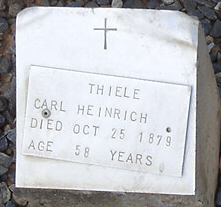 THIELE
CARL HEINRICH
DIED OCT 25 1879
AGE 58 YEARS